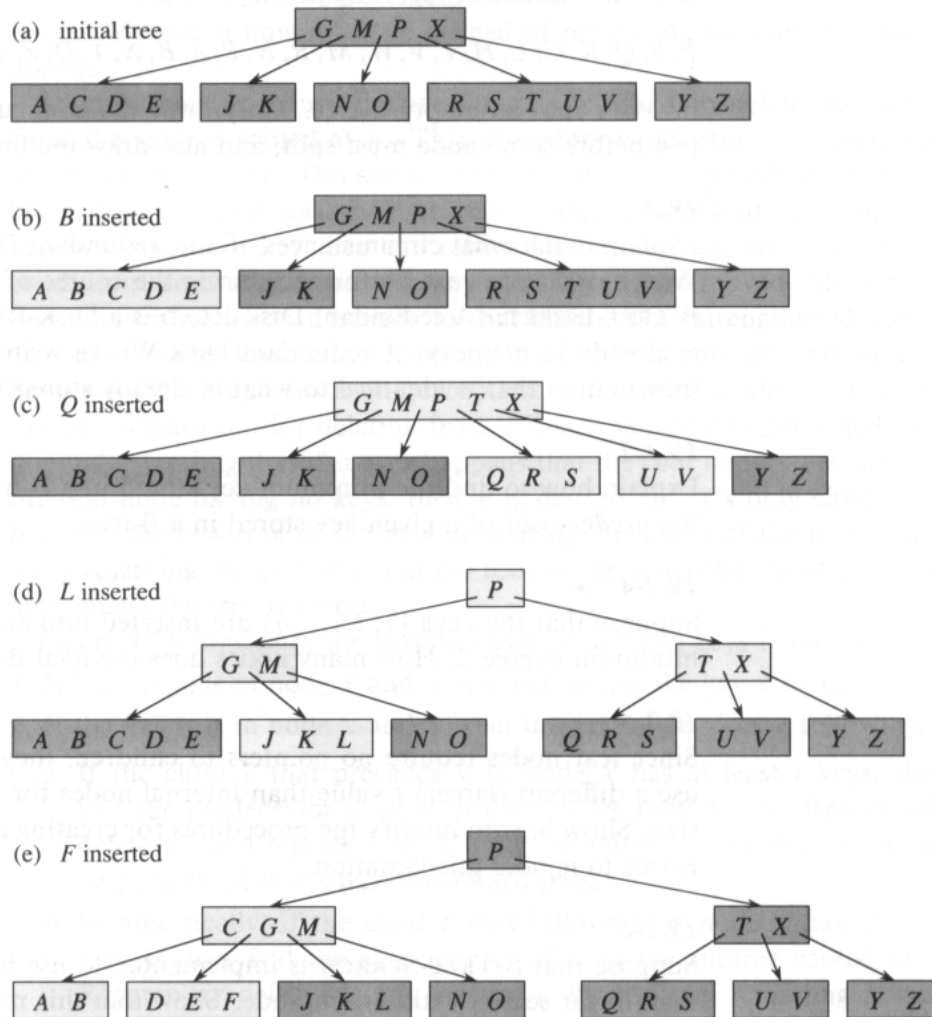 (a) initial tree
G M P X
A C D E J K N O R S T U V Y Z
(b) B inserted
G M P X
A B C D E J K N O R S T U V Y Z
(c) Q inserted
G M P T X
A B C D E J K N O Q R S U V Y Z
(d) L inserted
P
G M T X
A B C D E J K L N O Q R S U V Y Z
(e) F inserted
P
C G M T X
A B D E F J K L N O Q R S U V Y Z